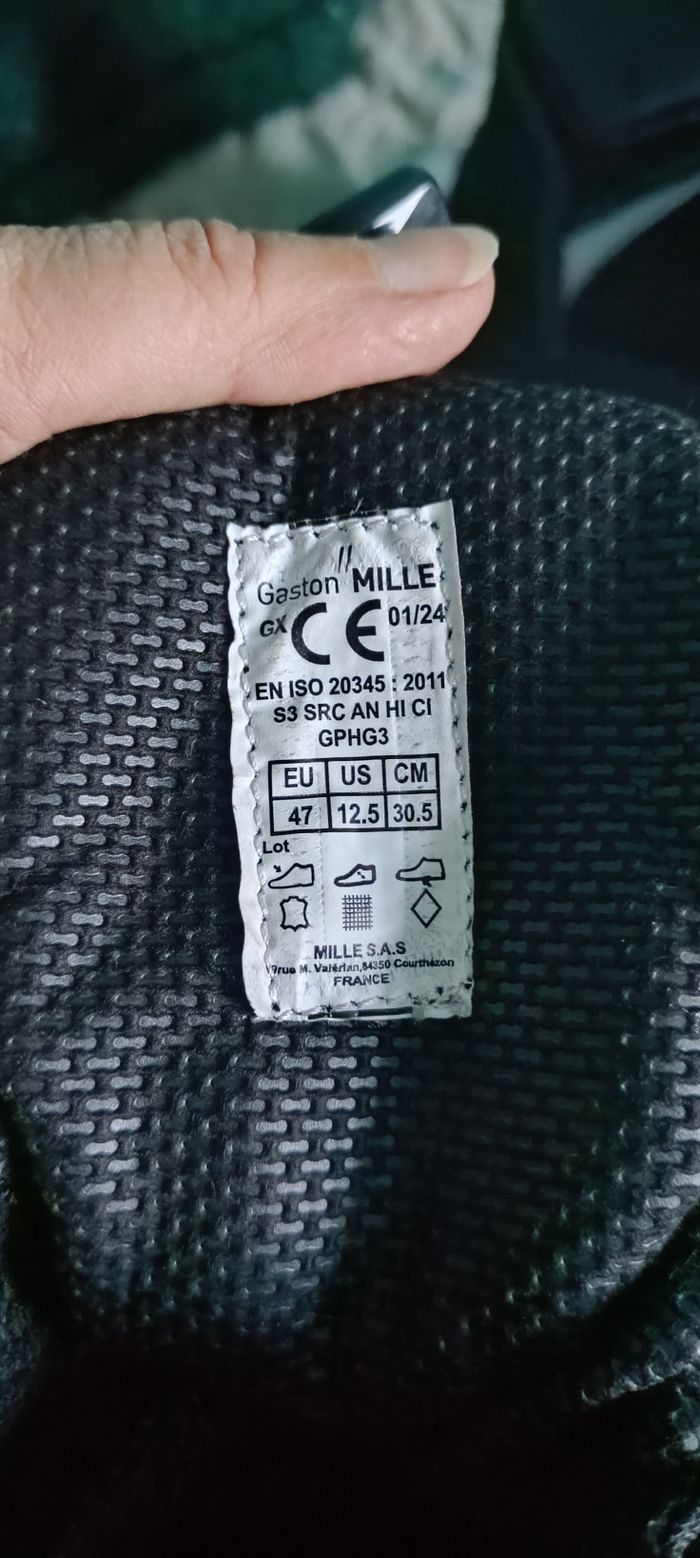 Gaston MILLE
GX CE 01/24
EN ISO 20345 : 2011
S3 SRC AN HI CI
GPHG3
EU US CM
47 12.5 30.5
Lot
MILLE S.A.S
9rue M. Valérian,84350 Courthézon
FRANCE